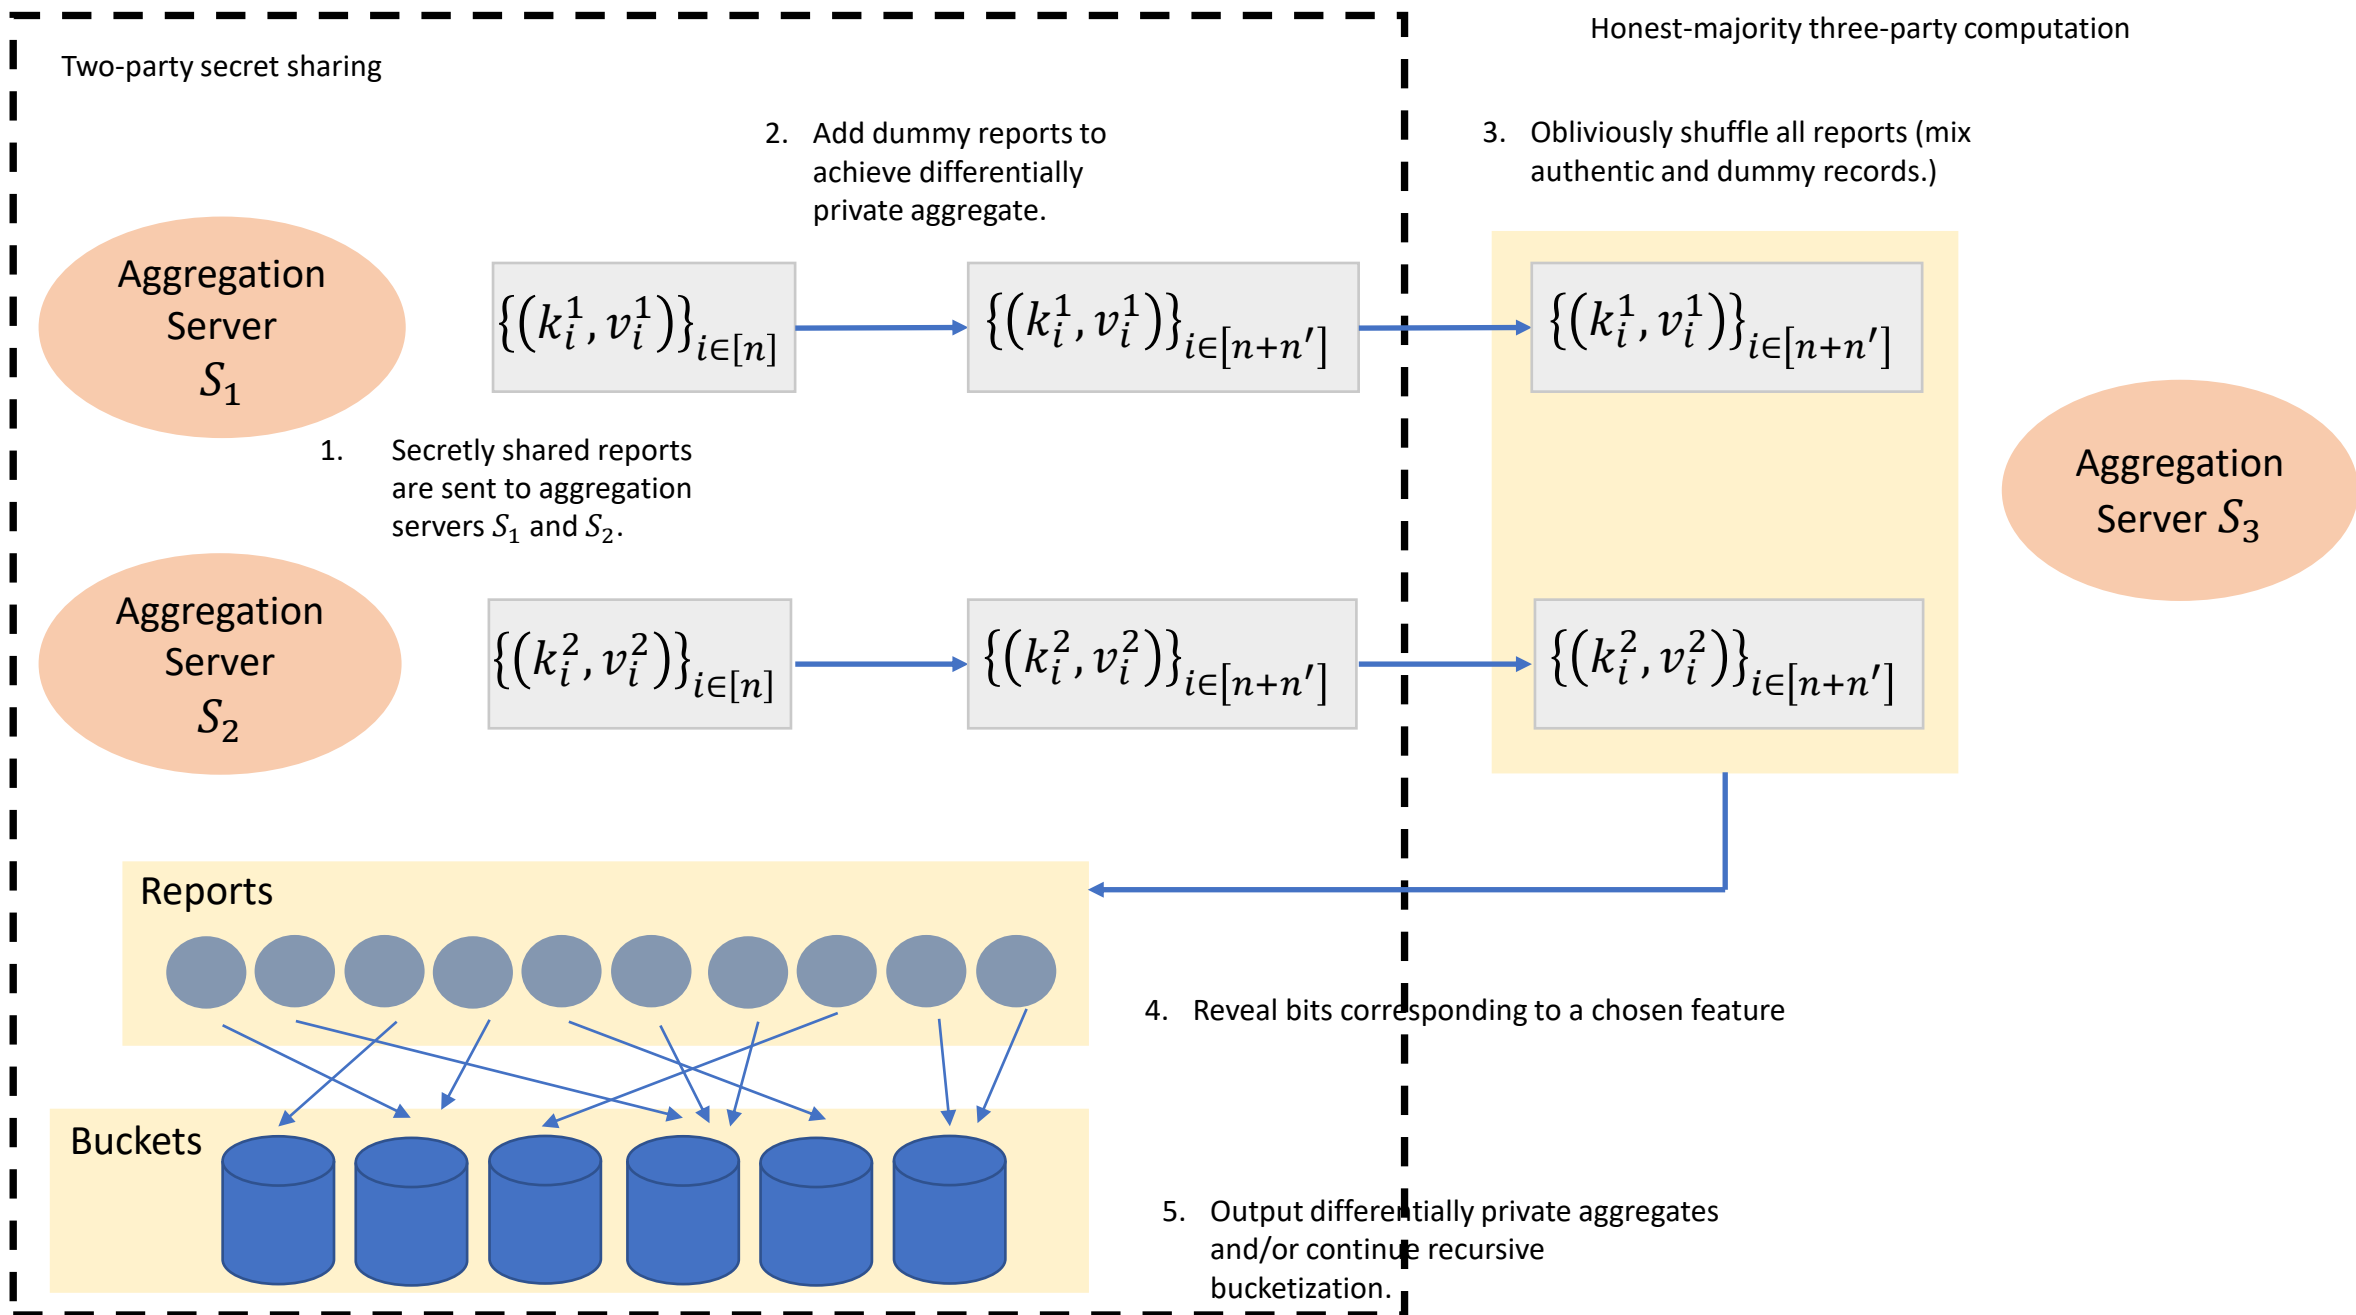 Honest-majority three-party computation
Two-party secret sharing
2. Add dummy reports to
achieve differentially
private aggregate.
3. Obliviously shuffle all reports (mix
authentic and dummy records.)
Aggregation
Server
S₁
{(k_i^1, v_i^1)}_{i∈[n]}
{(k_i^1, v_i^1)}_{i∈[n+n′]}
{(k_i^1, v_i^1)}_{i∈[n+n′]}
1. Secretly shared reports
are sent to aggregation
servers S₁ and S₂.
Aggregation
Server S₃
Aggregation
Server
S₂
{(k_i^2, v_i^2)}_{i∈[n]}
{(k_i^2, v_i^2)}_{i∈[n+n′]}
{(k_i^2, v_i^2)}_{i∈[n+n′]}
Reports
4. Reveal bits corresponding to a chosen feature
Buckets
5. Output differentially private aggregates
and/or continue recursive
bucketization.